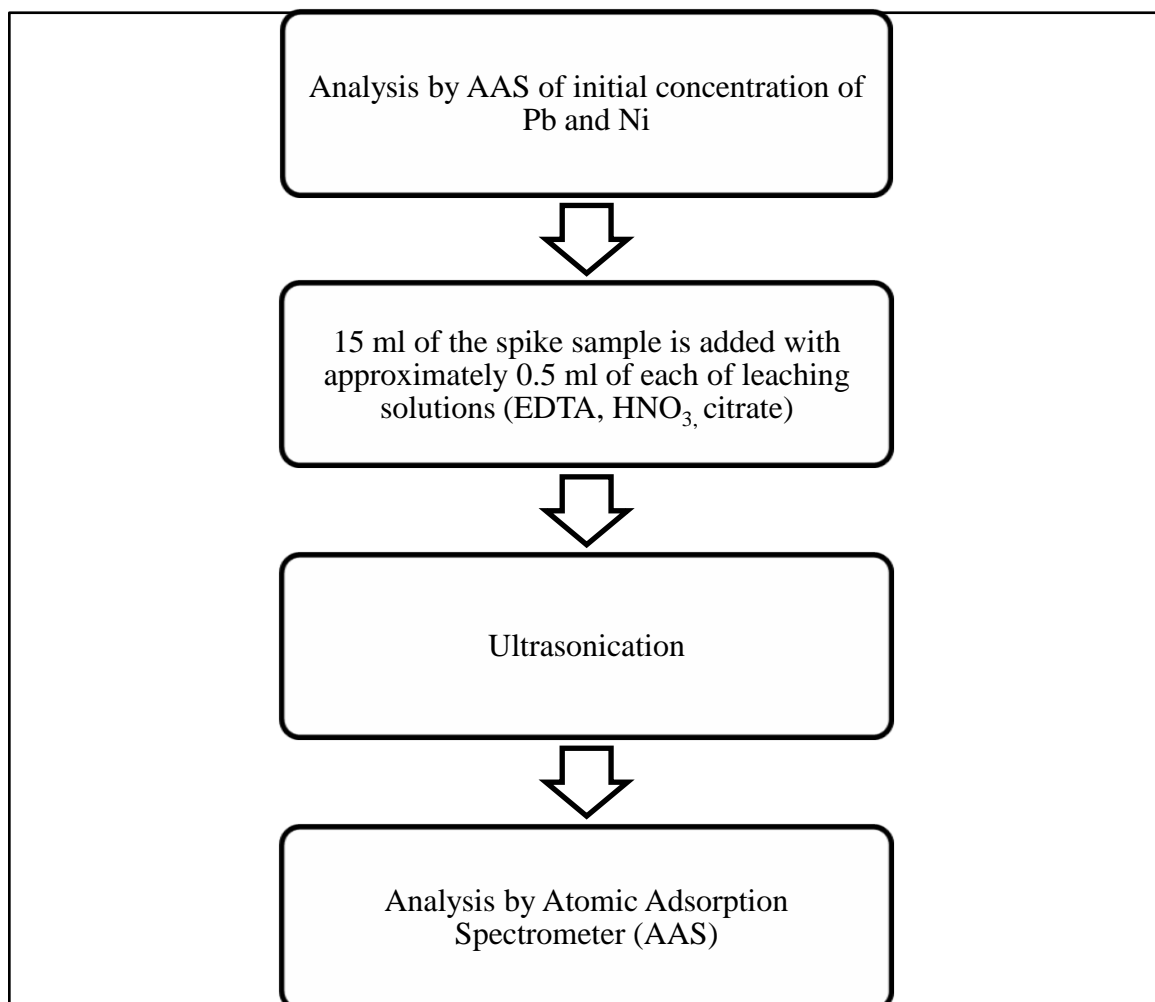 Analysis by AAS of initial concentration of
Pb and Ni
15 ml of the spike sample is added with
approximately 0.5 ml of each of leaching
solutions (EDTA, HNO₃, citrate)
Ultrasonication
Analysis by Atomic Adsorption
Spectrometer (AAS)